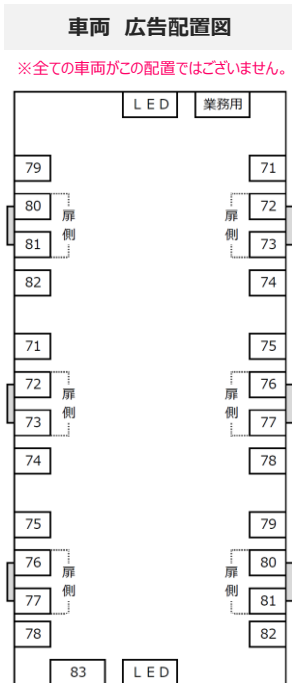 車両 広告配置図
※全ての車両がこの配置ではございません。
LED 業務用
79 71
80 扉側 扉側 72
81 73
82 74
71 75
72 扉側 扉側 76
73 77
74 78
75 79
76 扉側 扉側 80
77 81
78 82
83 LED